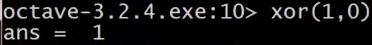 octave-3.2.4.exe:10> xor(1,0)
ans =  1